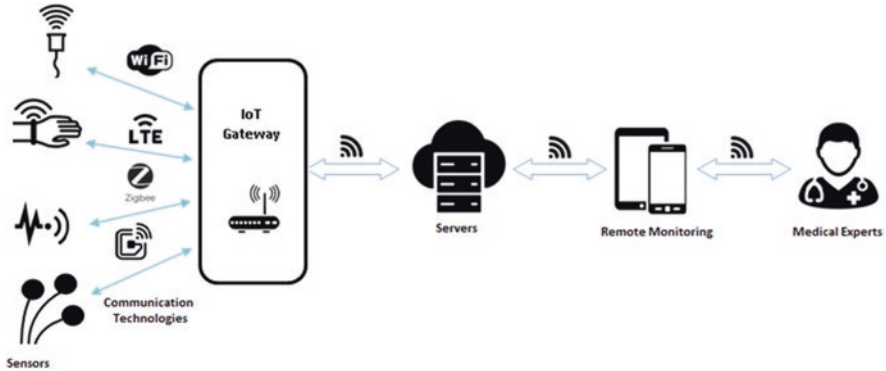 WiFi
IoT
Gateway
LTE
Zigbee
Servers
Remote Monitoring
Medical Experts
Communication
Technologies
Sensors